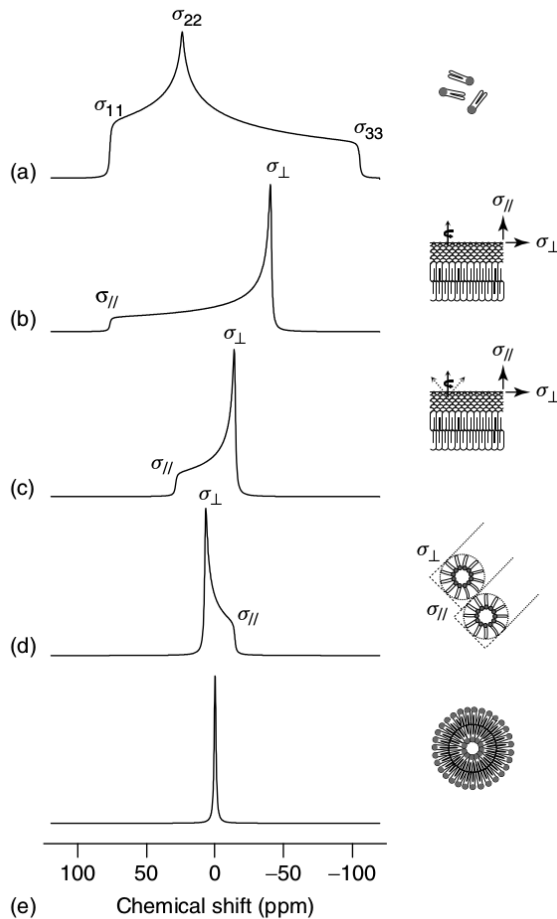 σ22
σ11
σ33
(a)
σ⊥
σ//
(b)
σ//
σ⊥
σ⊥
σ//
(c)
σ//
σ⊥
σ⊥
σ//
(d)
σ⊥
σ//
100 50 0 −50 −100
(e) Chemical shift (ppm)